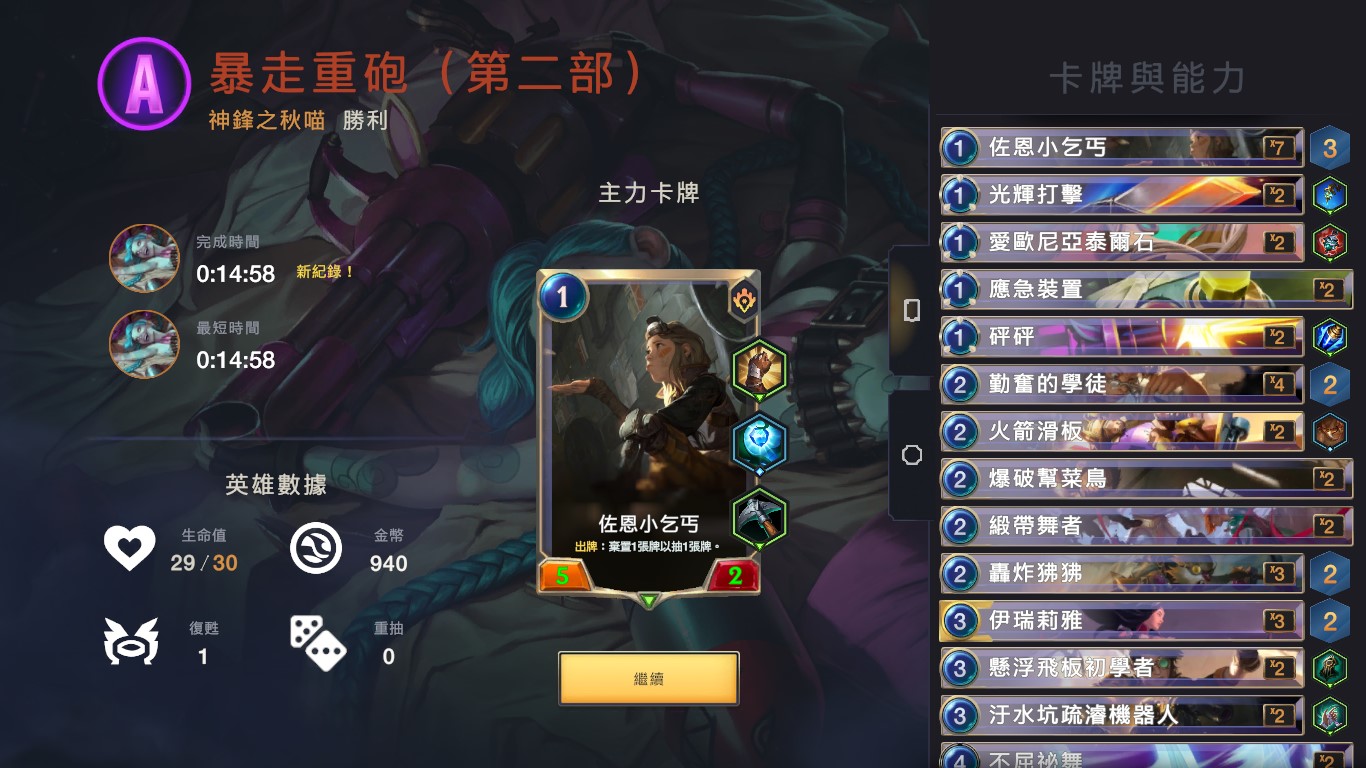 A
暴走重砲（第二部）
神鋒之秋喵 勝利
完成時間
0:14:58 新紀錄！
最短時間
0:14:58
英雄數據
生命值
29/30
金幣
940
復甦
1
重抽
0
主力卡牌
1
佐恩小乞丐
出牌：棄置1張牌以抽1張牌。
5 2
繼續
卡牌與能力
1 佐恩小乞丐 x7 3
1 光輝打擊 x2
1 愛歐尼亞泰爾石 x2
1 應急裝置 x2
1 砰砰 x2
2 勤奮的學徒 x4 2
2 火箭滑板 x2
2 爆破幫菜鳥 x2
2 緞帶舞者 x2
2 轟炸狒狒 x3 2
3 伊瑞莉雅 x3 2
3 懸浮飛板初學者 x2
3 汙水坑疏濬機器人 x2
4 不屈祕舞 x2